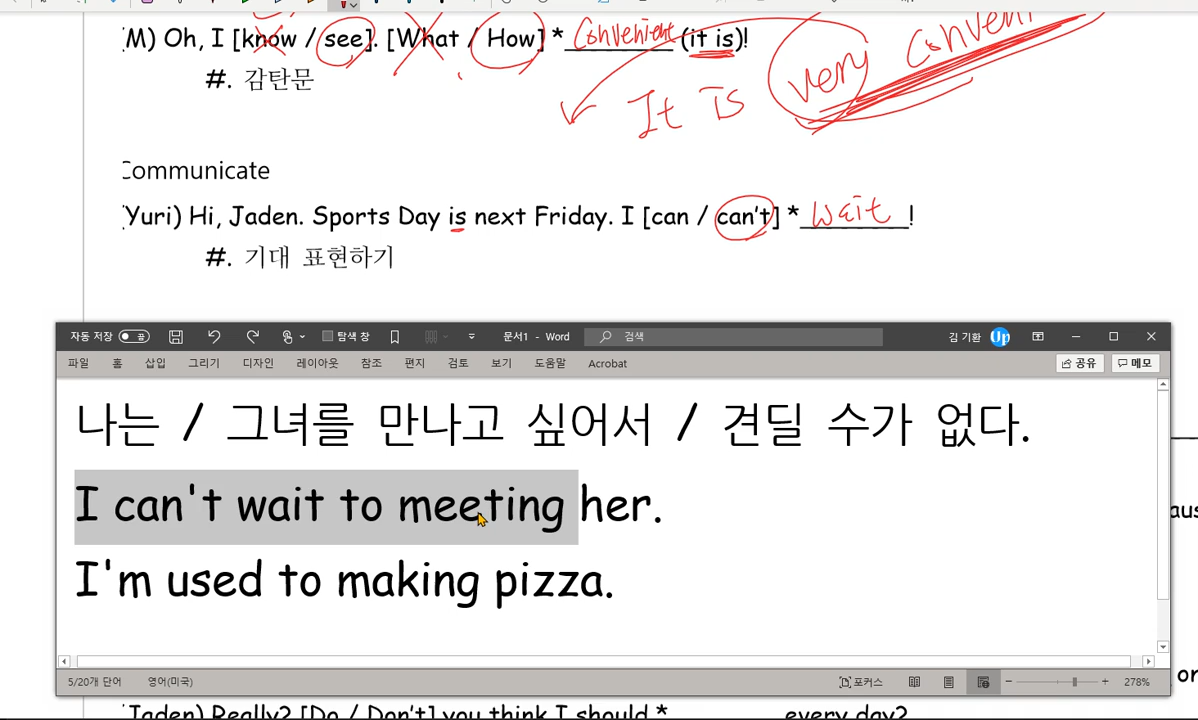 M) Oh, I [know / see]. [What / How] *Convenient (it is)!
#. 감탄문
It is very
Communicate
Yuri) Hi, Jaden. Sports Day is next Friday. I [can / can't] *wait!
#. 기대 표현하기
자동 저장 끔 탐색 창 문서1 - Word 검색 김 기환 Up
파일 홈 삽입 그리기 디자인 레이아웃 참조 편지 검토 보기 도움말 Acrobat 공유 메모
나는 / 그녀를 만나고 싶어서 / 견딜 수가 없다.
I can't wait to meeting her.
I'm used to making pizza.
5/20개 단어 영어(미국) 포커스 278%
Jaden) Really? [Do / Don't] you think I should * every day?